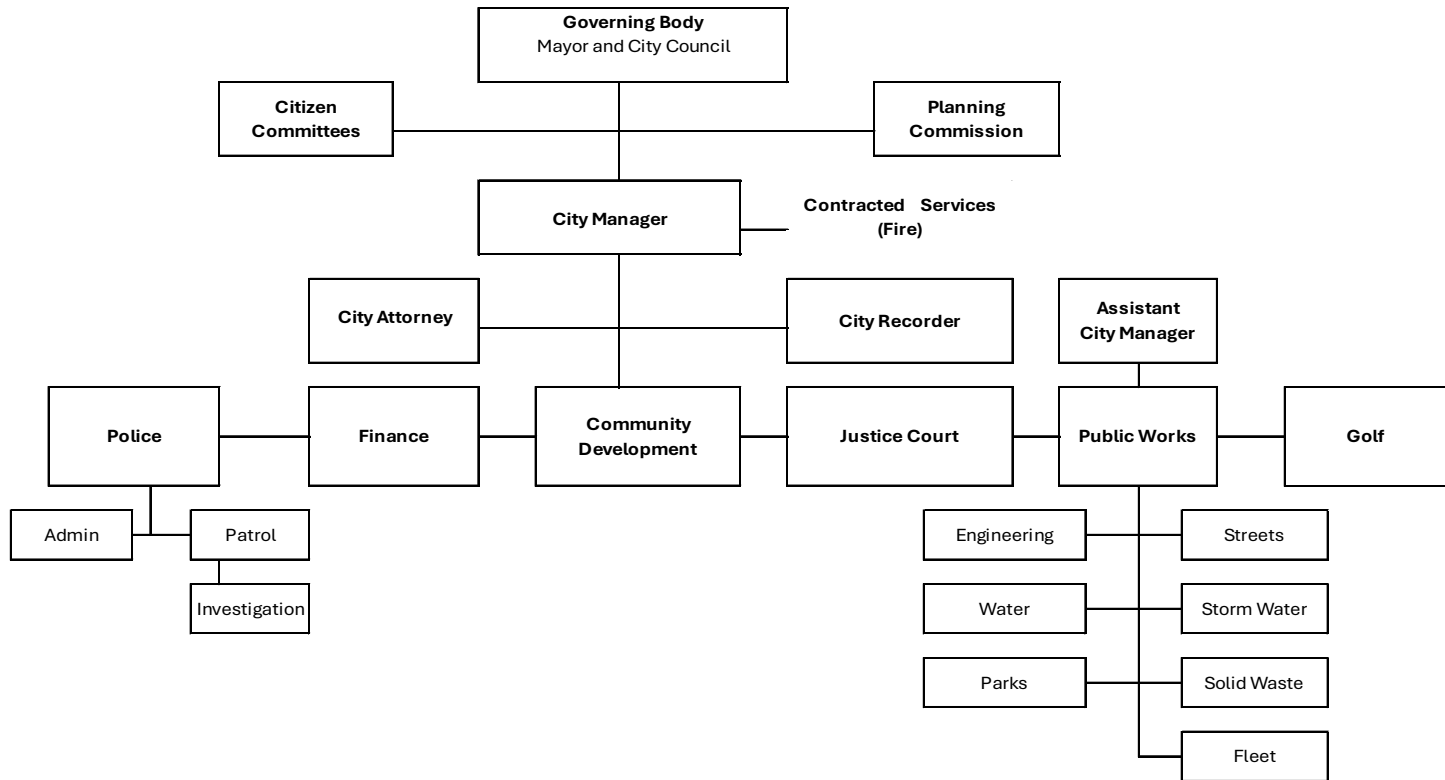 Governing Body
Mayor and City Council
Citizen
Committees
Planning
Commission
City Manager
Contracted Services
(Fire)
City Attorney
City Recorder
Assistant
City Manager
Police
Finance
Community
Development
Justice Court
Public Works
Golf
Admin
Patrol
Engineering
Streets
Investigation
Water
Storm Water
Parks
Solid Waste
Fleet